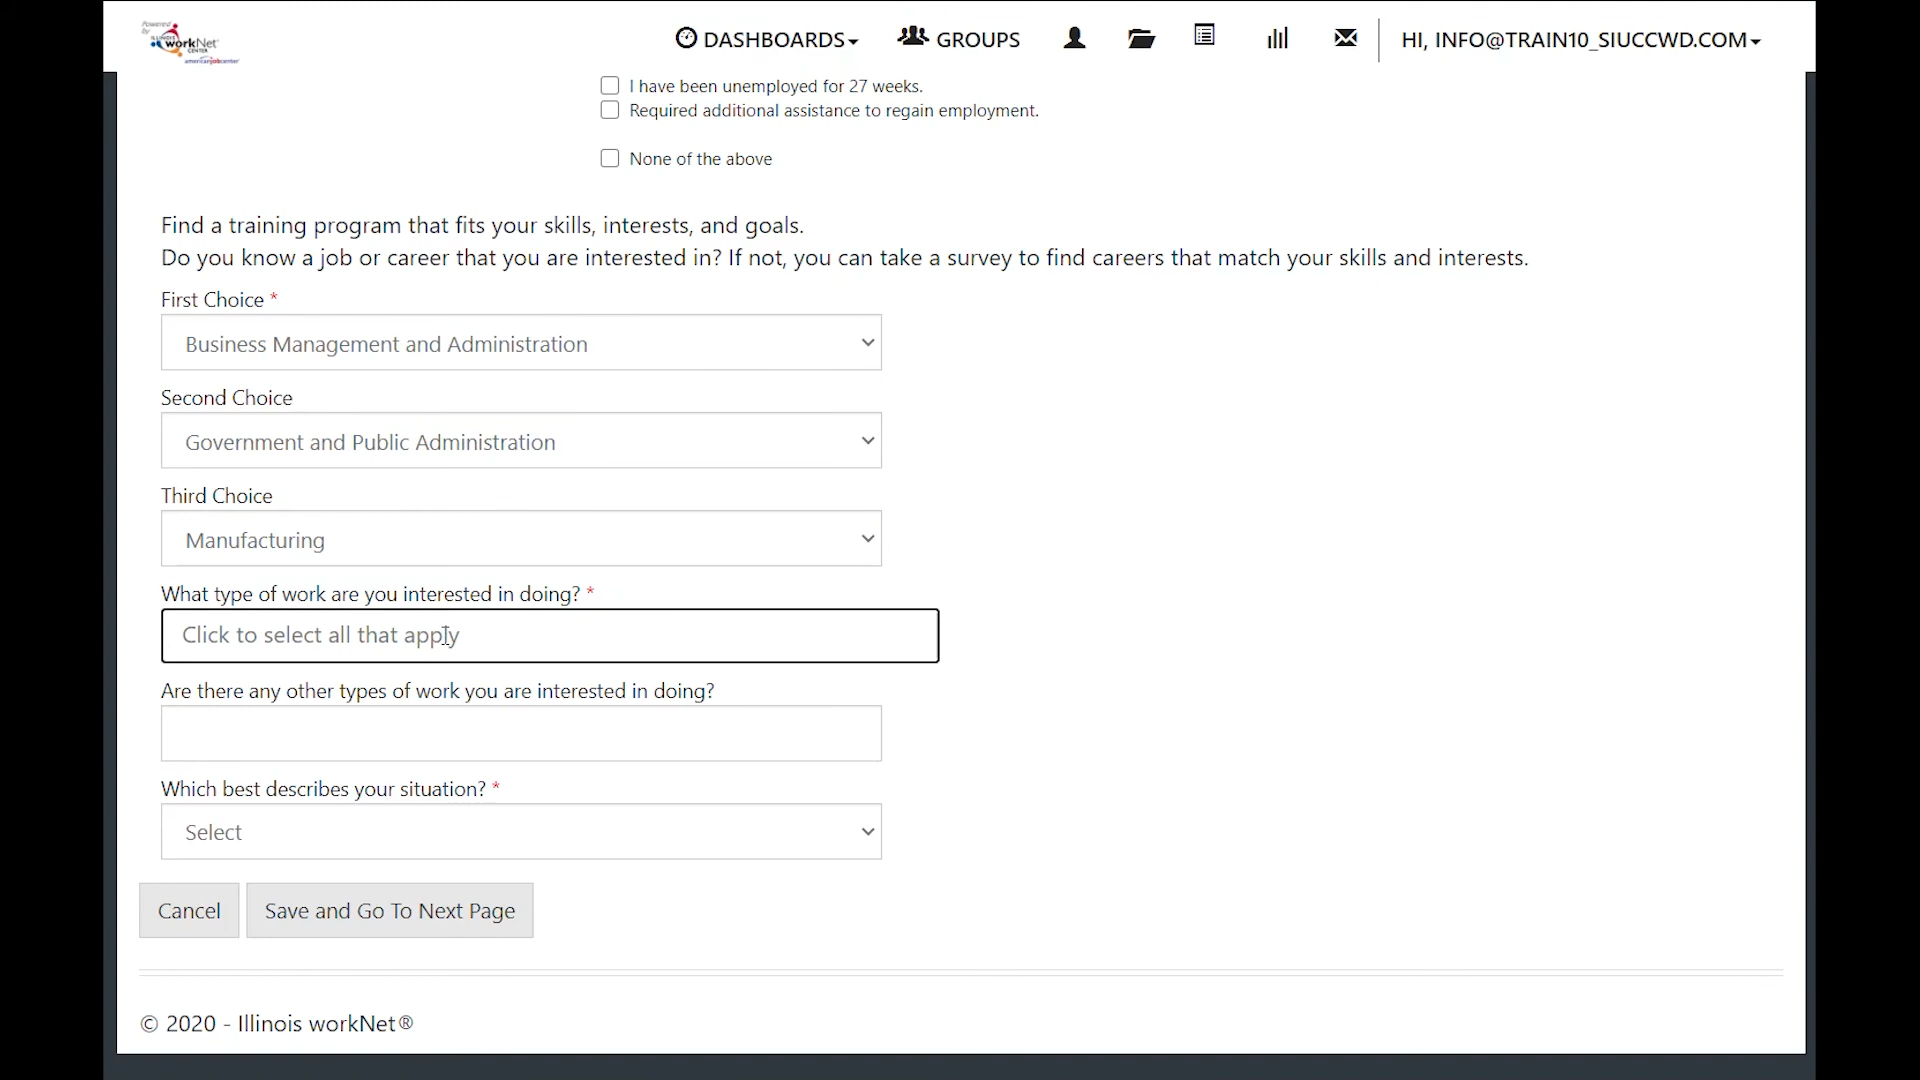 Powered
by
ILLINOIS
workNet
CENTER
americanjobcenter
DASHBOARDS
GROUPS
HI, INFO@TRAIN10_SIUCCWD.COM
I have been unemployed for 27 weeks.
Required additional assistance to regain employment.
None of the above
Find a training program that fits your skills, interests, and goals.
Do you know a job or career that you are interested in? If not, you can take a survey to find careers that match your skills and interests.
First Choice *
Business Management and Administration
Second Choice
Government and Public Administration
Third Choice
Manufacturing
What type of work are you interested in doing? *
Click to select all that apply
Are there any other types of work you are interested in doing?
Which best describes your situation? *
Select
Cancel
Save and Go To Next Page
© 2020 - Illinois workNet®